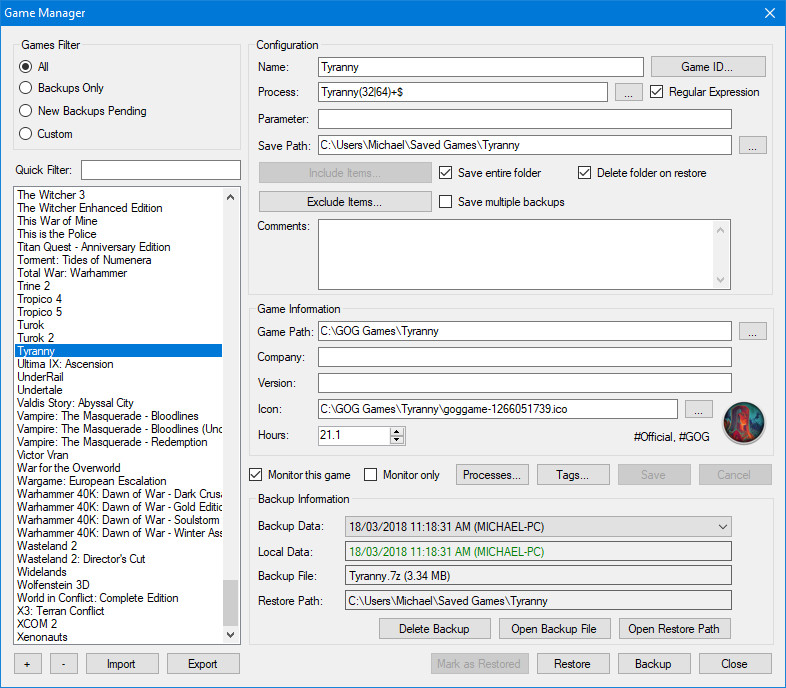 Game Manager
Games Filter
All
Backups Only
New Backups Pending
Custom
Quick Filter:
The Witcher 3
The Witcher Enhanced Edition
This War of Mine
This is the Police
Titan Quest - Anniversary Edition
Torment: Tides of Numenera
Total War: Warhammer
Trine 2
Tropico 4
Tropico 5
Turok
Turok 2
Tyranny
Ultima IX: Ascension
UnderRail
Undertale
Valdis Story: Abyssal City
Vampire: The Masquerade - Bloodlines
Vampire: The Masquerade - Bloodlines (Uno
Vampire: The Masquerade - Redemption
Victor Vran
War for the Overworld
Wargame: European Escalation
Warhammer 40K: Dawn of War - Dark Crusa
Warhammer 40K: Dawn of War - Gold Editio
Warhammer 40K: Dawn of War - Soulstorm
Warhammer 40K: Dawn of War - Winter Ass
Wasteland 2
Wasteland 2: Director's Cut
Widelands
Wolfenstein 3D
World in Conflict: Complete Edition
X3: Terran Conflict
XCOM 2
Xenonauts
+ - Import Export
Configuration
Name: Tyranny Game ID...
Process: Tyranny(32|64)+$ ... Regular Expression
Parameter:
Save Path: C:\Users\Michael\Saved Games\Tyranny ...
Include Items... Save entire folder Delete folder on restore
Exclude Items... Save multiple backups
Comments:
Game Information
Game Path: C:\GOG Games\Tyranny ...
Company:
Version:
Icon: C:\GOG Games\Tyranny\goggame-1266051739.ico ...
Hours: 21.1 #Official, #GOG
Monitor this game Monitor only Processes... Tags... Save Cancel
Backup Information
Backup Data: 18/03/2018 11:18:31 AM (MICHAEL-PC)
Local Data: 18/03/2018 11:18:31 AM (MICHAEL-PC)
Backup File: Tyranny.7z (3.34 MB)
Restore Path: C:\Users\Michael\Saved Games\Tyranny
Delete Backup Open Backup File Open Restore Path
Mark as Restored Restore Backup Close